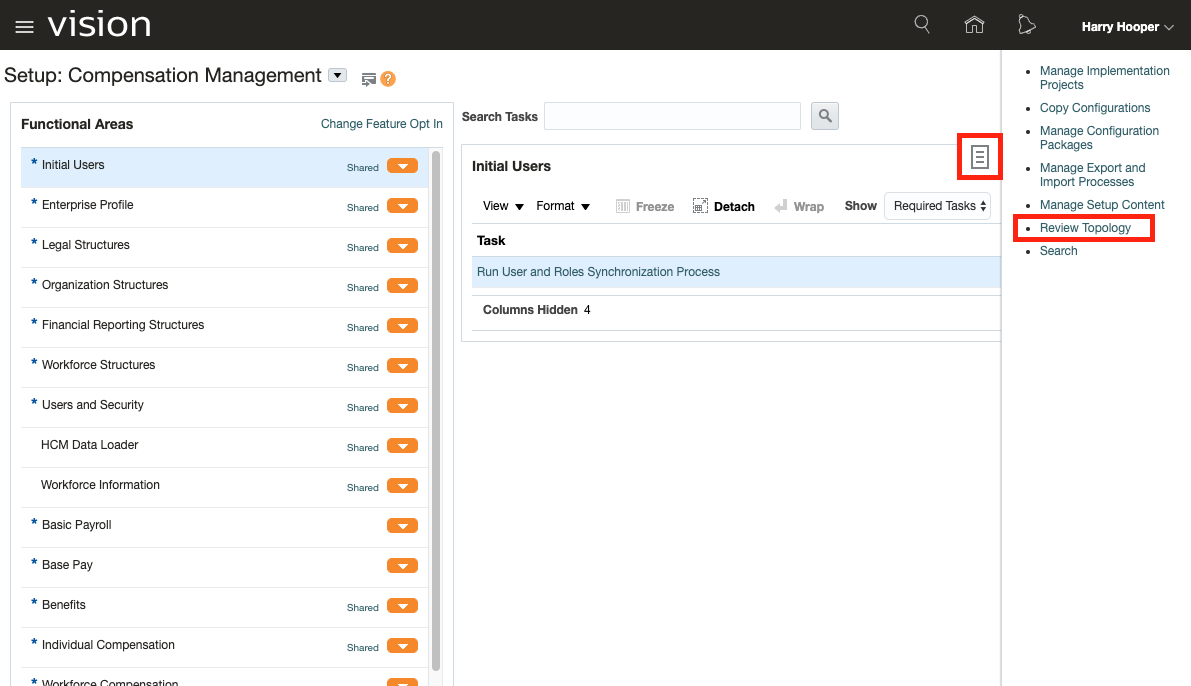 vision
Harry Hooper
Setup: Compensation Management
?
Functional Areas
Change Feature Opt In
* Initial Users Shared
* Enterprise Profile Shared
* Legal Structures Shared
* Organization Structures Shared
* Financial Reporting Structures Shared
* Workforce Structures Shared
* Users and Security Shared
HCM Data Loader Shared
Workforce Information Shared
* Basic Payroll
* Base Pay
* Benefits Shared
* Individual Compensation Shared
* Workforce Compensation
Search Tasks
Initial Users
View Format Freeze Detach Wrap Show Required Tasks
Task
Run User and Roles Synchronization Process
Columns Hidden 4
Manage Implementation
Projects
Copy Configurations
Manage Configuration
Packages
Manage Export and
Import Processes
Manage Setup Content
Review Topology
Search